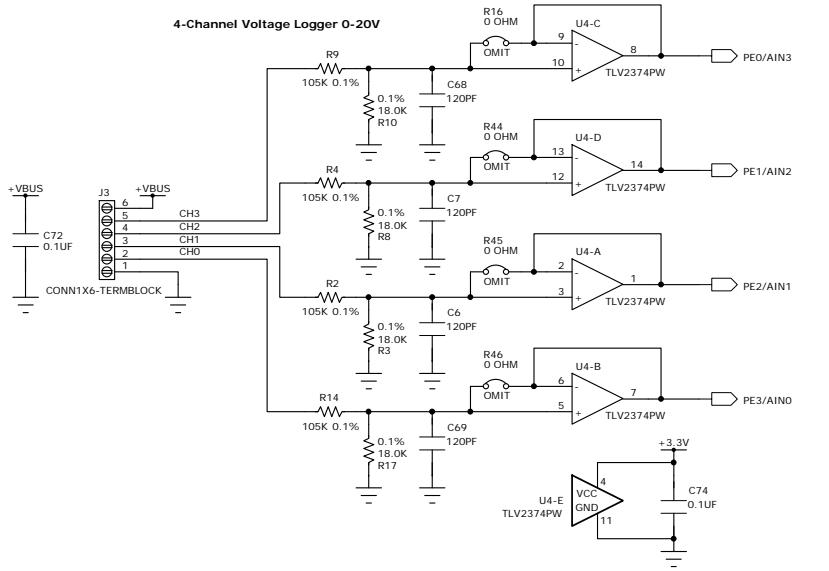 4-Channel Voltage Logger 0-20V
R16
0 OHM
OMIT
U4-C
9
-
10
+
8
TLV2374PW
PE0/AIN3
R9
105K 0.1%
0.1%
18.0K
R10
C68
120PF
R44
0 OHM
OMIT
U4-D
13
-
12
+
14
TLV2374PW
PE1/AIN2
R4
105K 0.1%
0.1%
18.0K
R8
C7
120PF
+VBUS
C72
0.1UF
J3
+VBUS
6
5
4
3
2
1
CH3
CH2
CH1
CH0
CONN1X6-TERMBLOCK
R45
0 OHM
OMIT
U4-A
2
-
3
+
1
TLV2374PW
PE2/AIN1
R2
105K 0.1%
0.1%
18.0K
R3
C6
120PF
R46
0 OHM
OMIT
U4-B
6
-
5
+
7
TLV2374PW
PE3/AIN0
R14
105K 0.1%
0.1%
18.0K
R17
C69
120PF
+3.3V
U4-E
TLV2374PW
4
VCC
GND
11
C74
0.1UF